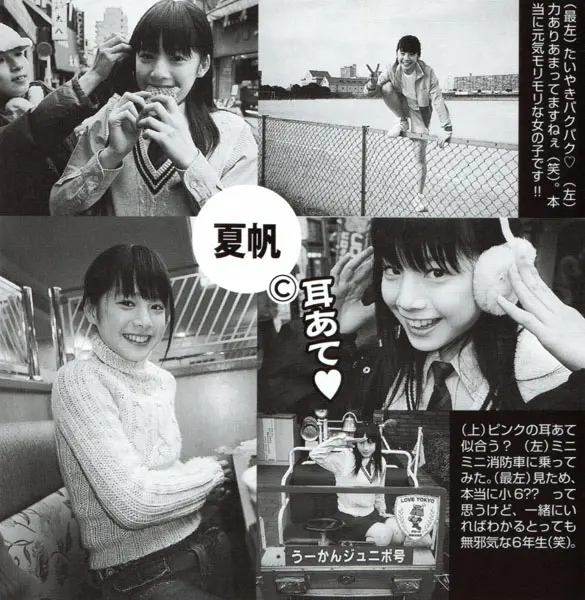 (最左)たいやきパクパク♡ (左)
力ありあまってますねぇ(笑)。本
当に元気モリモリな女の子です!!
夏帆
©耳あて♥
(上)ピンクの耳あて
似合う? (左)ミニ
ミニ消防車に乗って
みた。(最左)見ため、
本当に小6?? って
思うけど、一緒にい
ればわかるとっても
無邪気な6年生(笑)。
LOVE TOKYO
うーかんジュニポ号